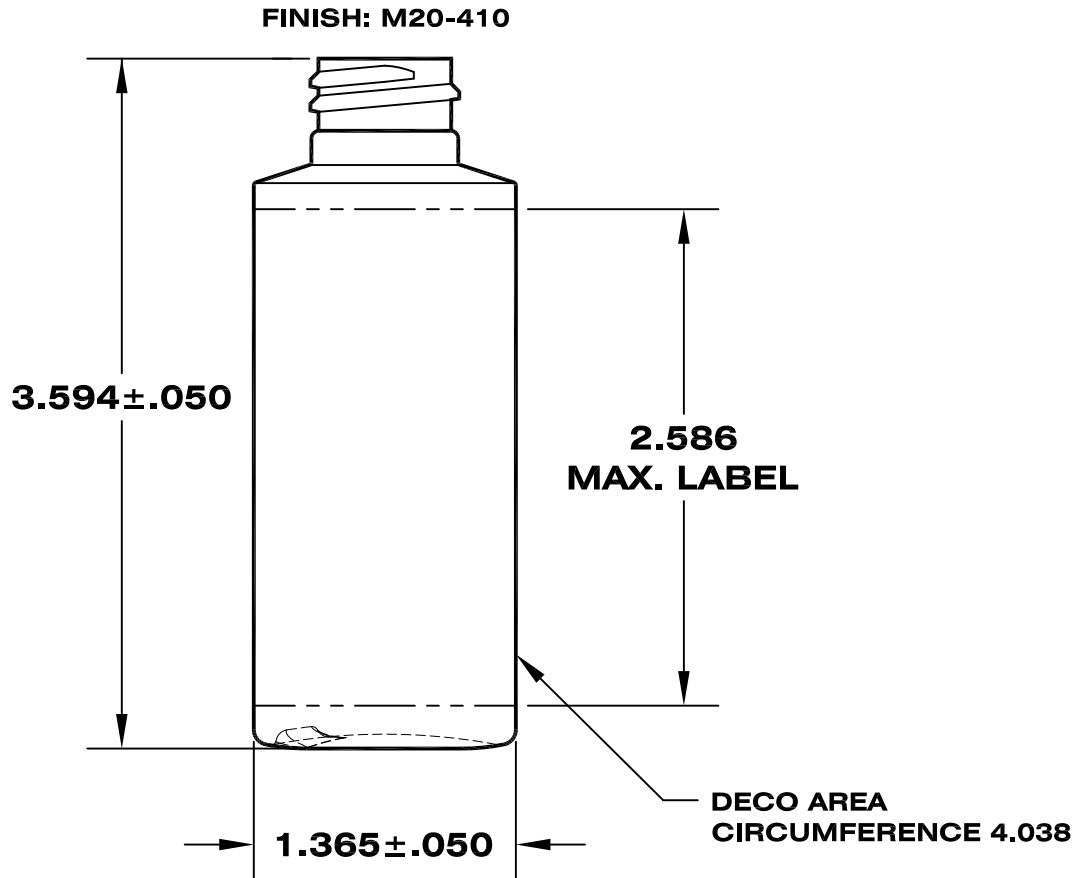 FINISH: M20-410
3.594±.050
2.586
MAX. LABEL
DECO AREA
CIRCUMFERENCE 4.038
1.365±.050